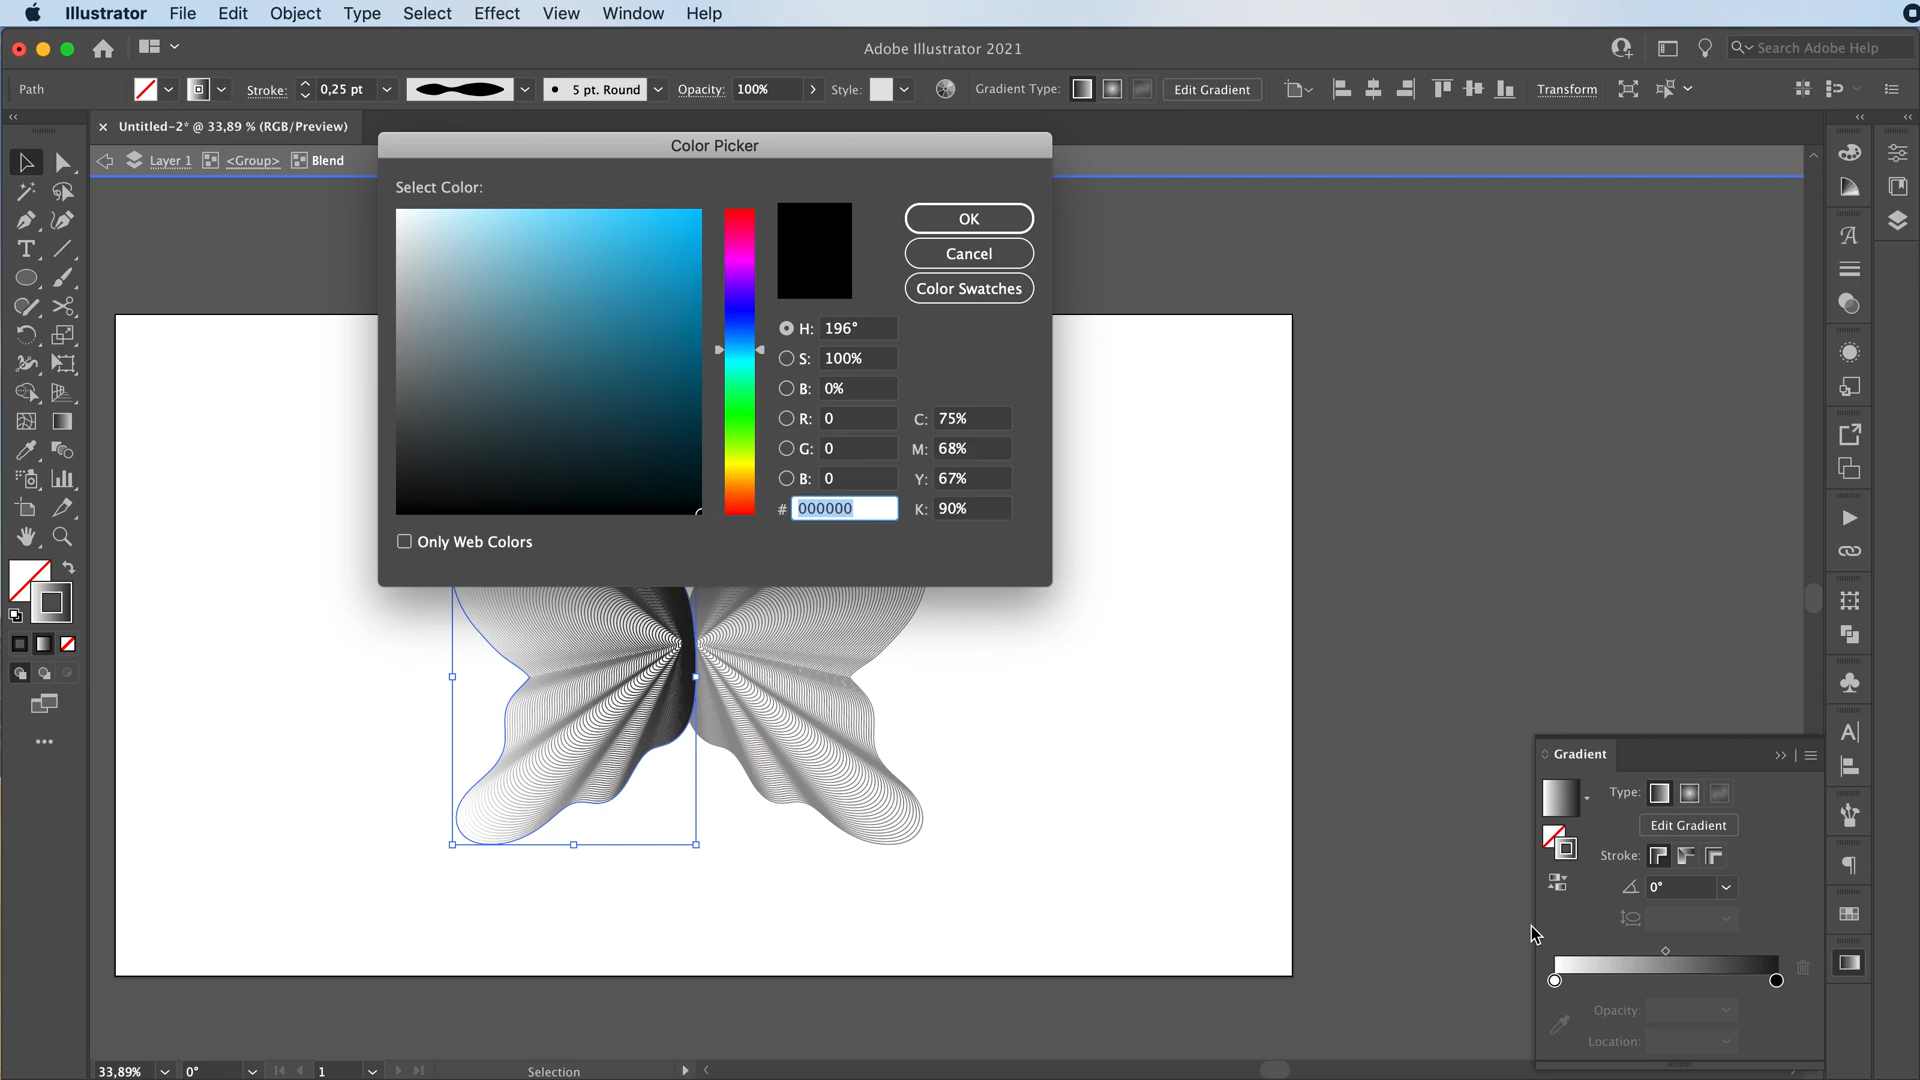 Illustrator File Edit Object Type Select Effect View Window Help
Adobe Illustrator 2021
Search Adobe Help
Path
Stroke: 0,25 pt
5 pt. Round
Opacity: 100%
Style:
Gradient Type:
Edit Gradient
Transform
× Untitled-2* @ 33,89 % (RGB/Preview)
Layer 1 <Group> Blend
Color Picker
Select Color:
OK
Cancel
Color Swatches
H: 196°
S: 100%
B: 0%
R: 0
C: 75%
G: 0
M: 68%
B: 0
Y: 67%
# 000000
K: 90%
Only Web Colors
Gradient
Type:
Edit Gradient
Stroke:
0°
Opacity:
Location:
33,89% 0° 1 Selection